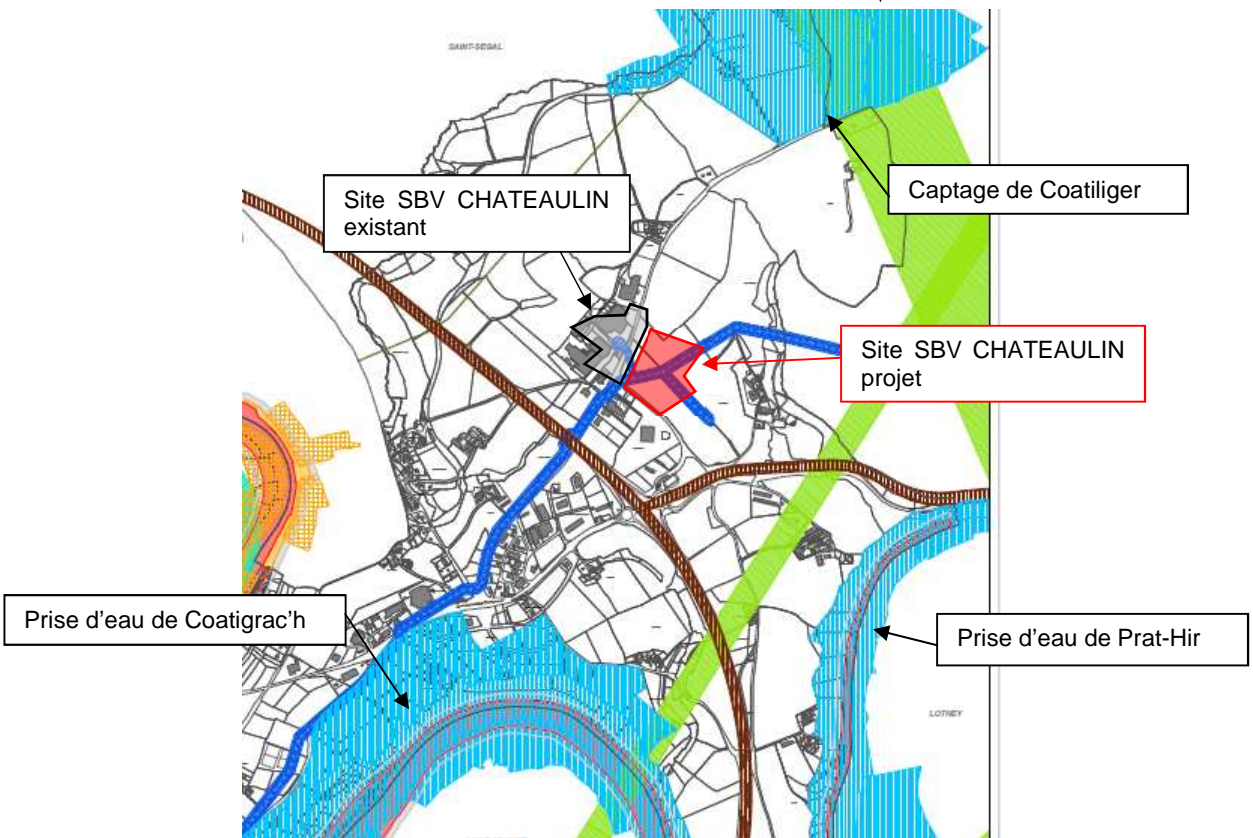 SAINT-SEGAL
Captage de Coatiliger
Site SBV CHATEAULIN
existant
Site SBV CHATEAULIN
projet
Prise d'eau de Coatigrac'h
Prise d'eau de Prat-Hir
LOTHEY